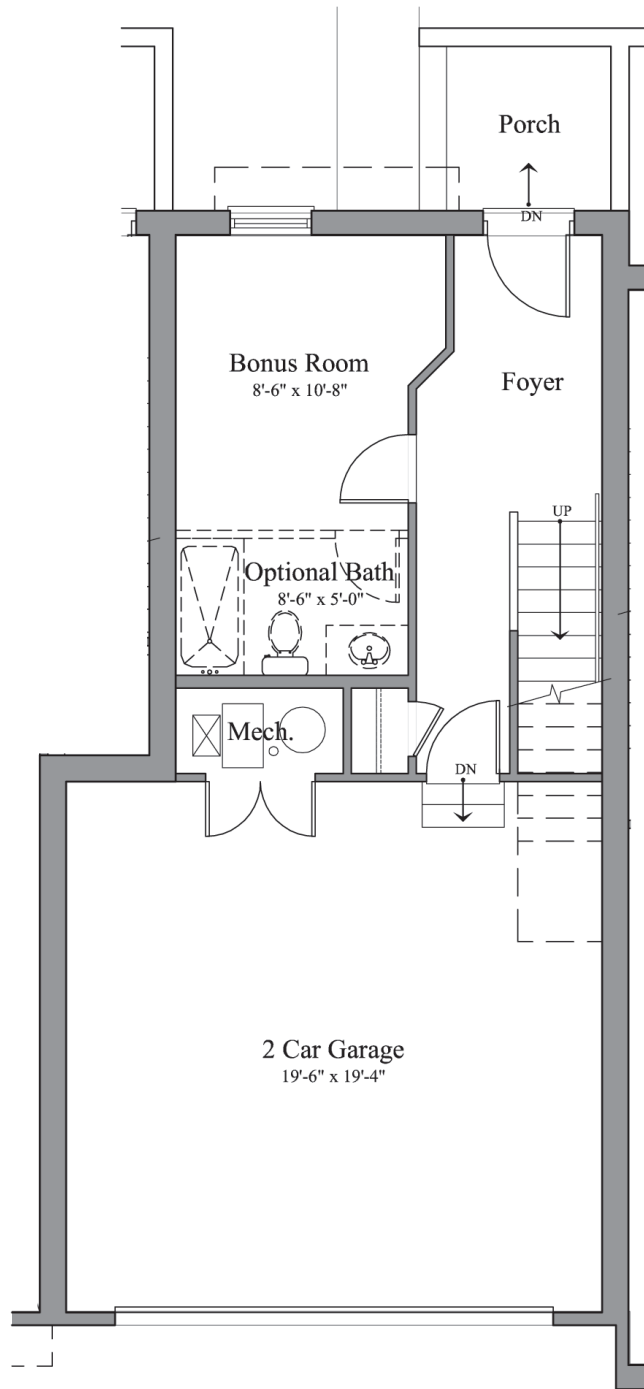 Porch
DN
Bonus Room
8'-6" x 10'-8"
Foyer
UP
Optional Bath
8'-6" x 5'-0"
Mech.
DN
2 Car Garage
19'-6" x 19'-4"